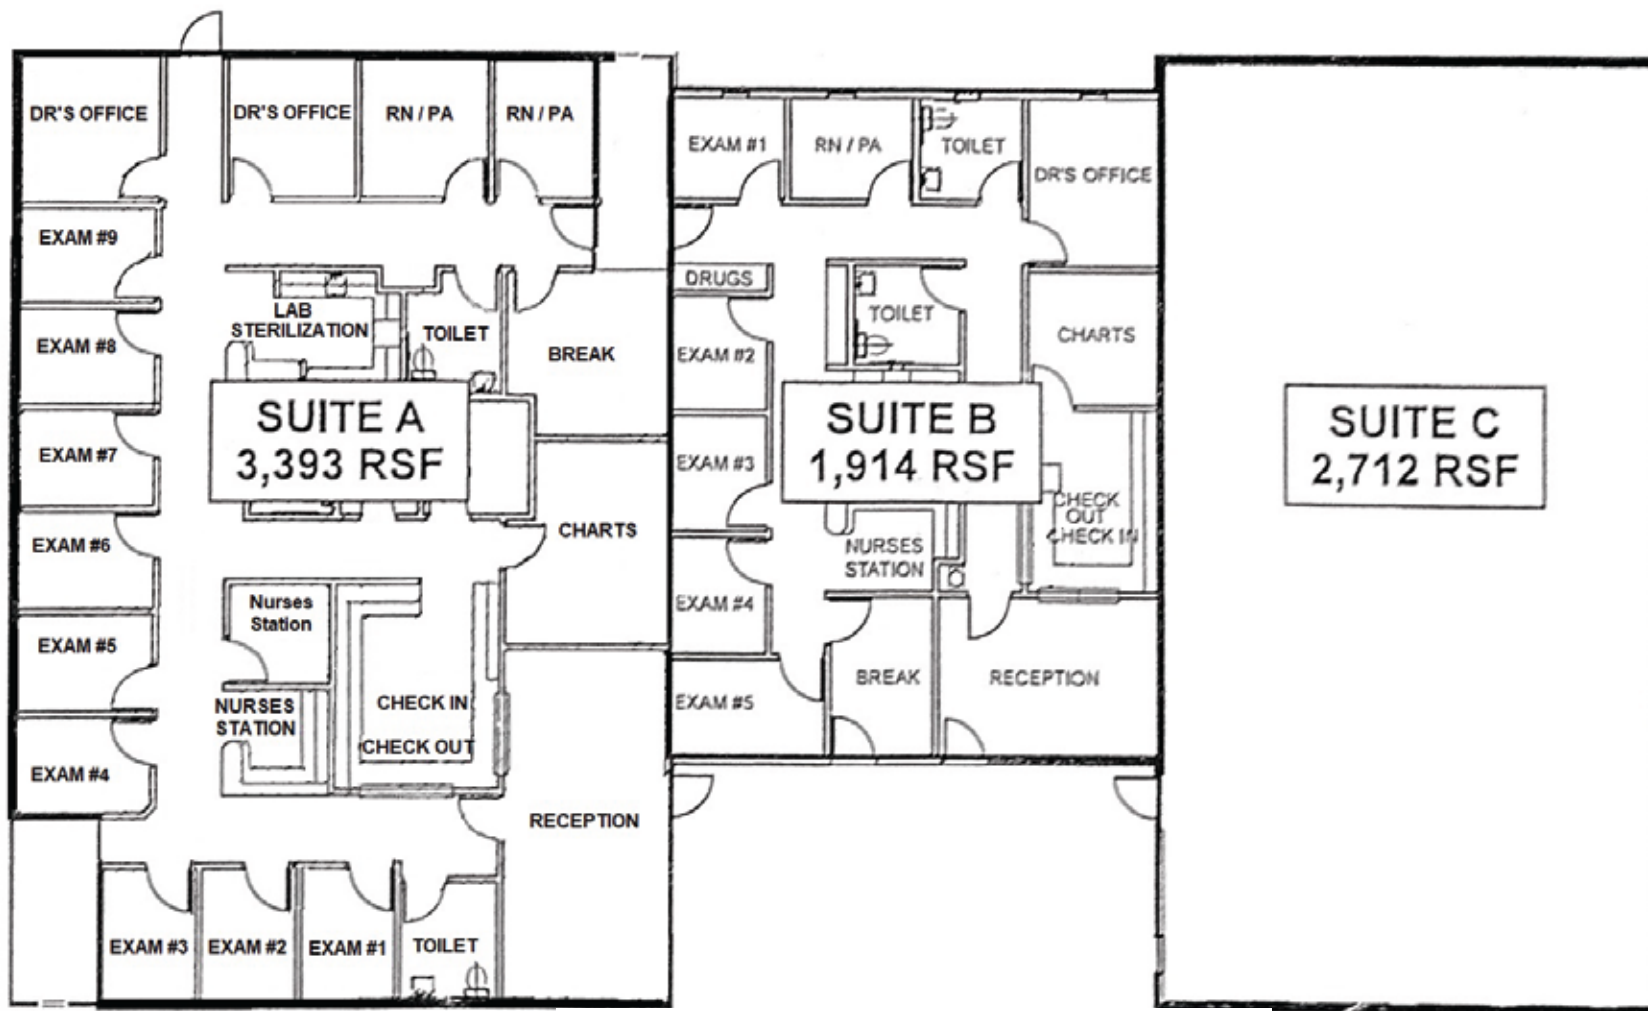 DR'S OFFICE
DR'S OFFICE
RN / PA
RN / PA
EXAM #9
EXAM #8
EXAM #7
EXAM #6
EXAM #5
EXAM #4
LAB
STERILIZATION
TOILET
BREAK
SUITE A
3,393 RSF
CHARTS
Nurses
Station
NURSES
STATION
CHECK IN
CHECK OUT
RECEPTION
EXAM #3
EXAM #2
EXAM #1
TOILET
EXAM #1
RN / PA
TOILET
DR'S OFFICE
DRUGS
TOILET
CHARTS
EXAM #2
SUITE B
1,914 RSF
EXAM #3
CHECK
OUT
CHECK IN
NURSES
STATION
EXAM #4
EXAM #5
BREAK
RECEPTION
SUITE C
2,712 RSF